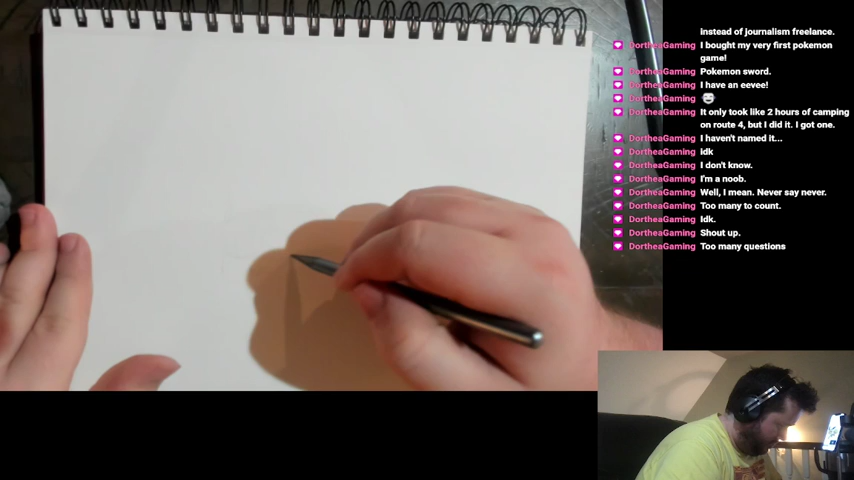 instead of journalism freelance.
DortheaGaming I bought my very first pokemon
game!
DortheaGaming Pokemon sword.
DortheaGaming I have an eevee!
DortheaGaming
DortheaGaming It only took like 2 hours of camping
on route 4, but I did it. I got one.
DortheaGaming I haven't named it...
DortheaGaming idk
DortheaGaming I don't know.
DortheaGaming I'm a noob.
DortheaGaming Well, I mean. Never say never.
DortheaGaming Too many to count.
DortheaGaming Idk.
DortheaGaming Shout up.
DortheaGaming Too many questions